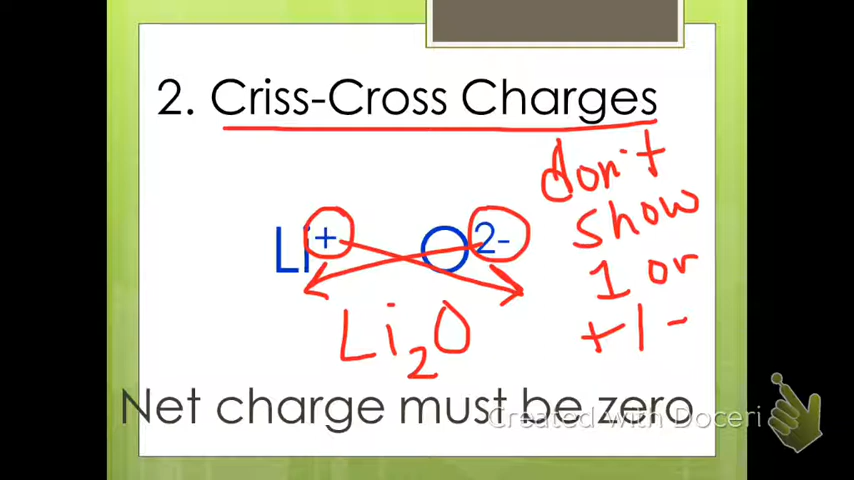 2. Criss-Cross Charges
don't
show
1 or
+/-
Li+ O2-
Li2O
Net charge must be zero
Created with Doceri